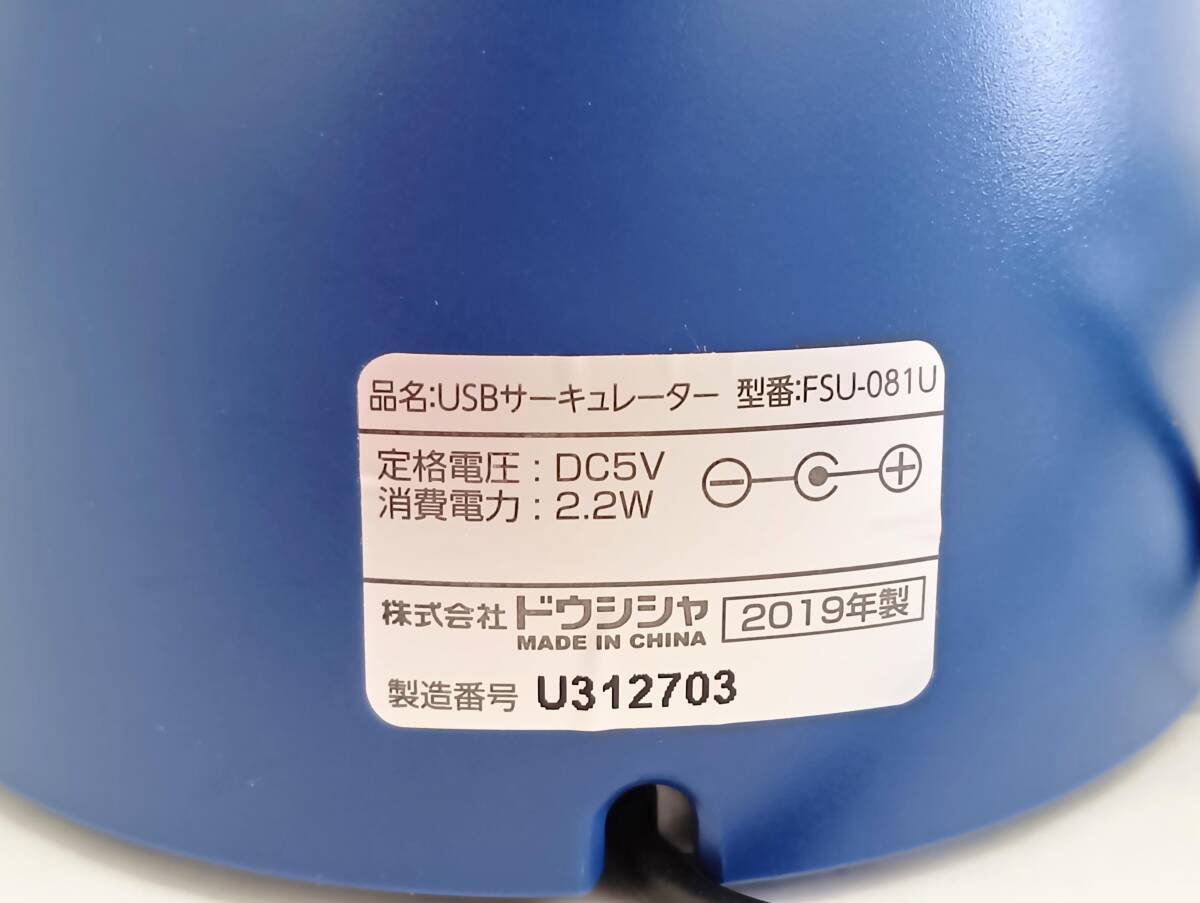 品名:USBサーキュレーター 型番:FSU-081U
定格電圧 : DC5V
消費電力 : 2.2W
株式会社 ドウシシャ 2019年製
MADE IN CHINA
製造番号 U312703